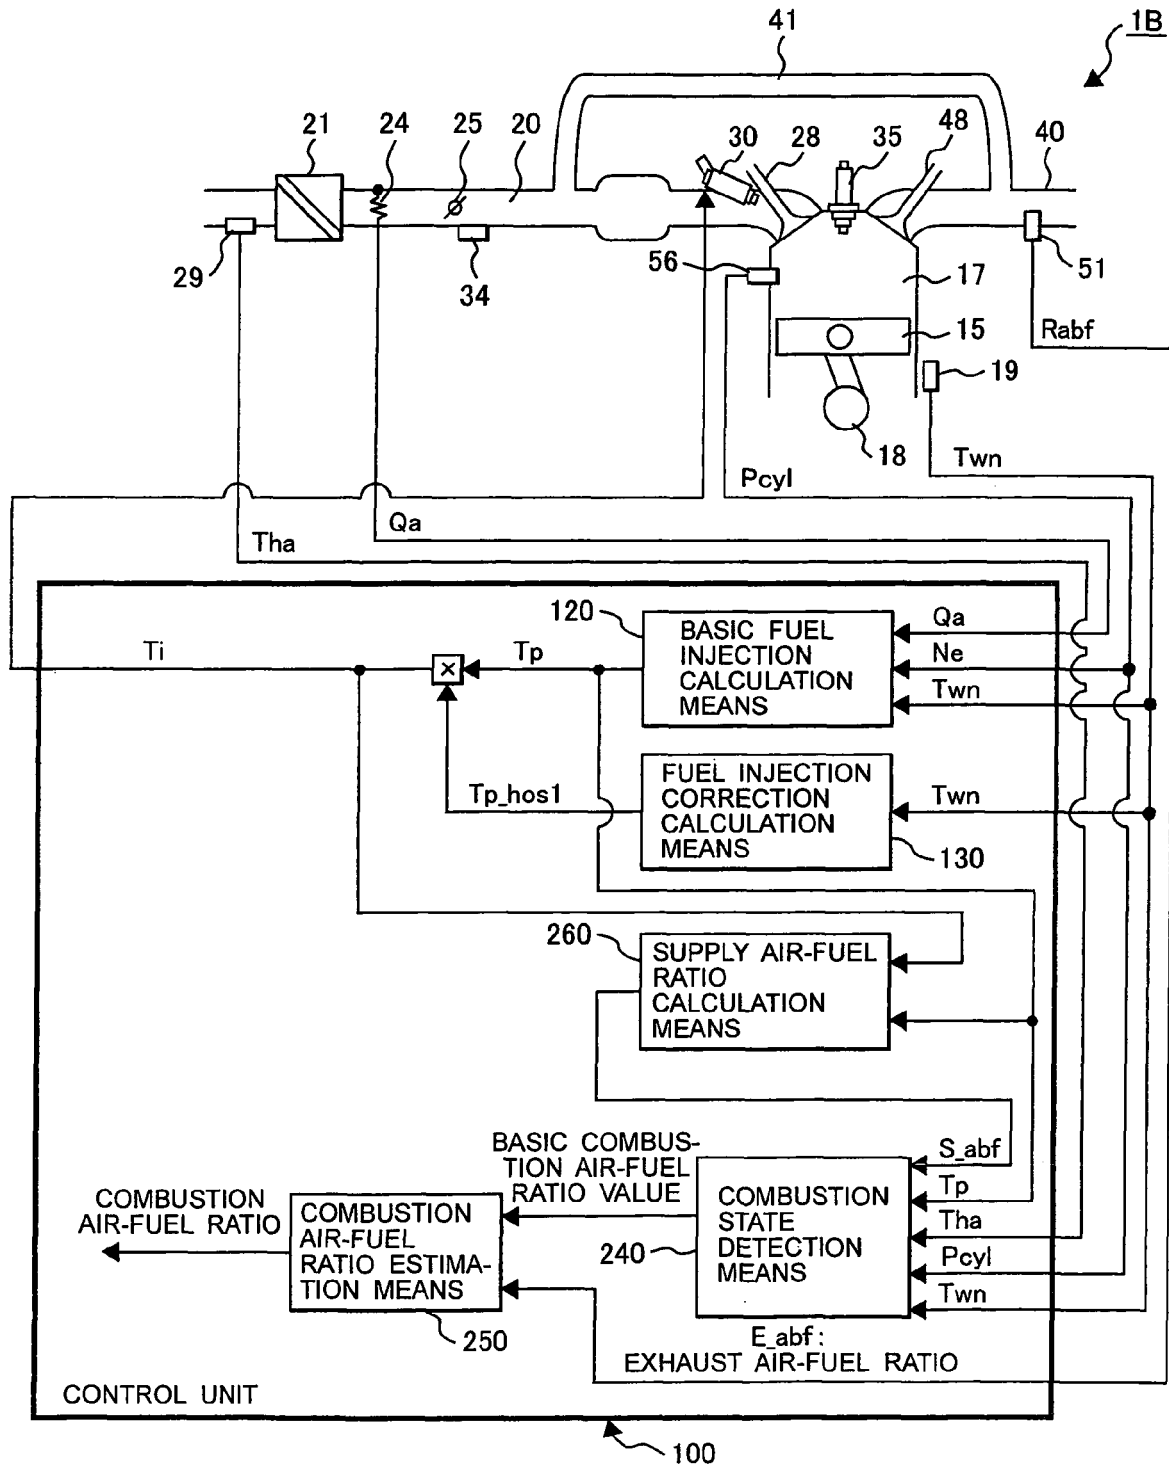 1B
41
21
24
25
20
30
28
35
48
40
29
34
56
17
51
15
Rabf
19
18
Twn
Pcyl
Qa
Tha
120
BASIC FUEL
INJECTION
CALCULATION
MEANS
Qa
Ne
Twn
Ti
×
Tp
FUEL INJECTION
CORRECTION
CALCULATION
MEANS
Tp_hos1
Twn
130
260
SUPPLY AIR-FUEL
RATIO
CALCULATION
MEANS
BASIC COMBUS-
TION AIR-FUEL
RATIO VALUE
S_abf
Tp
Tha
Pcyl
Twn
COMBUSTION
STATE
DETECTION
MEANS
240
COMBUSTION
AIR-FUEL RATIO
COMBUSTION
AIR-FUEL
RATIO ESTIMA-
TION MEANS
250
E_abf:
EXHAUST AIR-FUEL RATIO
CONTROL UNIT
100